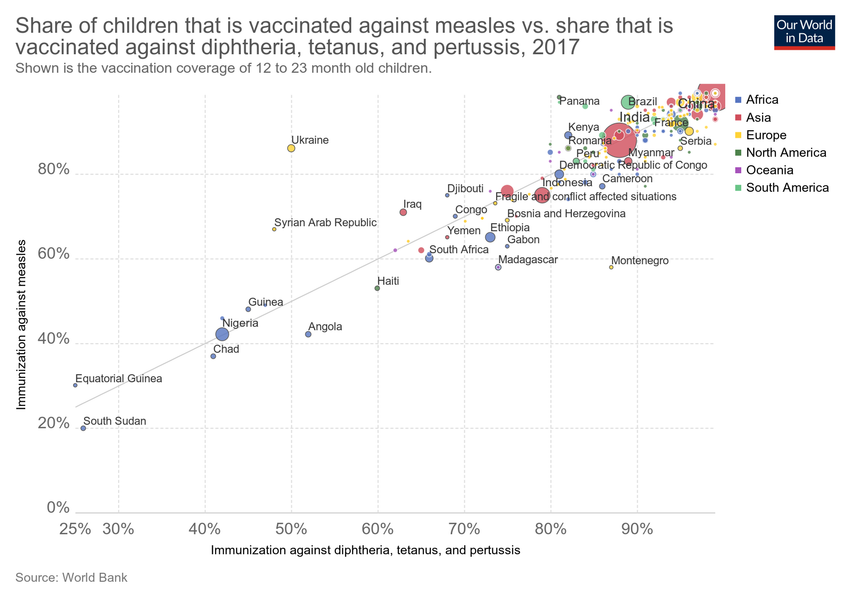 Share of children that is vaccinated against measles vs. share that is
vaccinated against diphtheria, tetanus, and pertussis, 2017
Shown is the vaccination coverage of 12 to 23 month old children.
Our World
in Data
Africa
Asia
Europe
North America
Oceania
South America
Immunization against measles
80%
60%
40%
20%
0%
Panama
Brazil
China
India
Kenya
France
Ukraine
Romania
Serbia
Peru
Myanmar
Democratic Republic of Congo
Indonesia
Cameroon
Djibouti
Fragile and conflict affected situations
Iraq
Congo
Bosnia and Herzegovina
Syrian Arab Republic
Yemen
Ethiopia
Gabon
South Africa
Madagascar
Montenegro
Haiti
Guinea
Nigeria
Angola
Chad
Equatorial Guinea
South Sudan
25%
30%
40%
50%
60%
70%
80%
90%
Immunization against diphtheria, tetanus, and pertussis
Source: World Bank